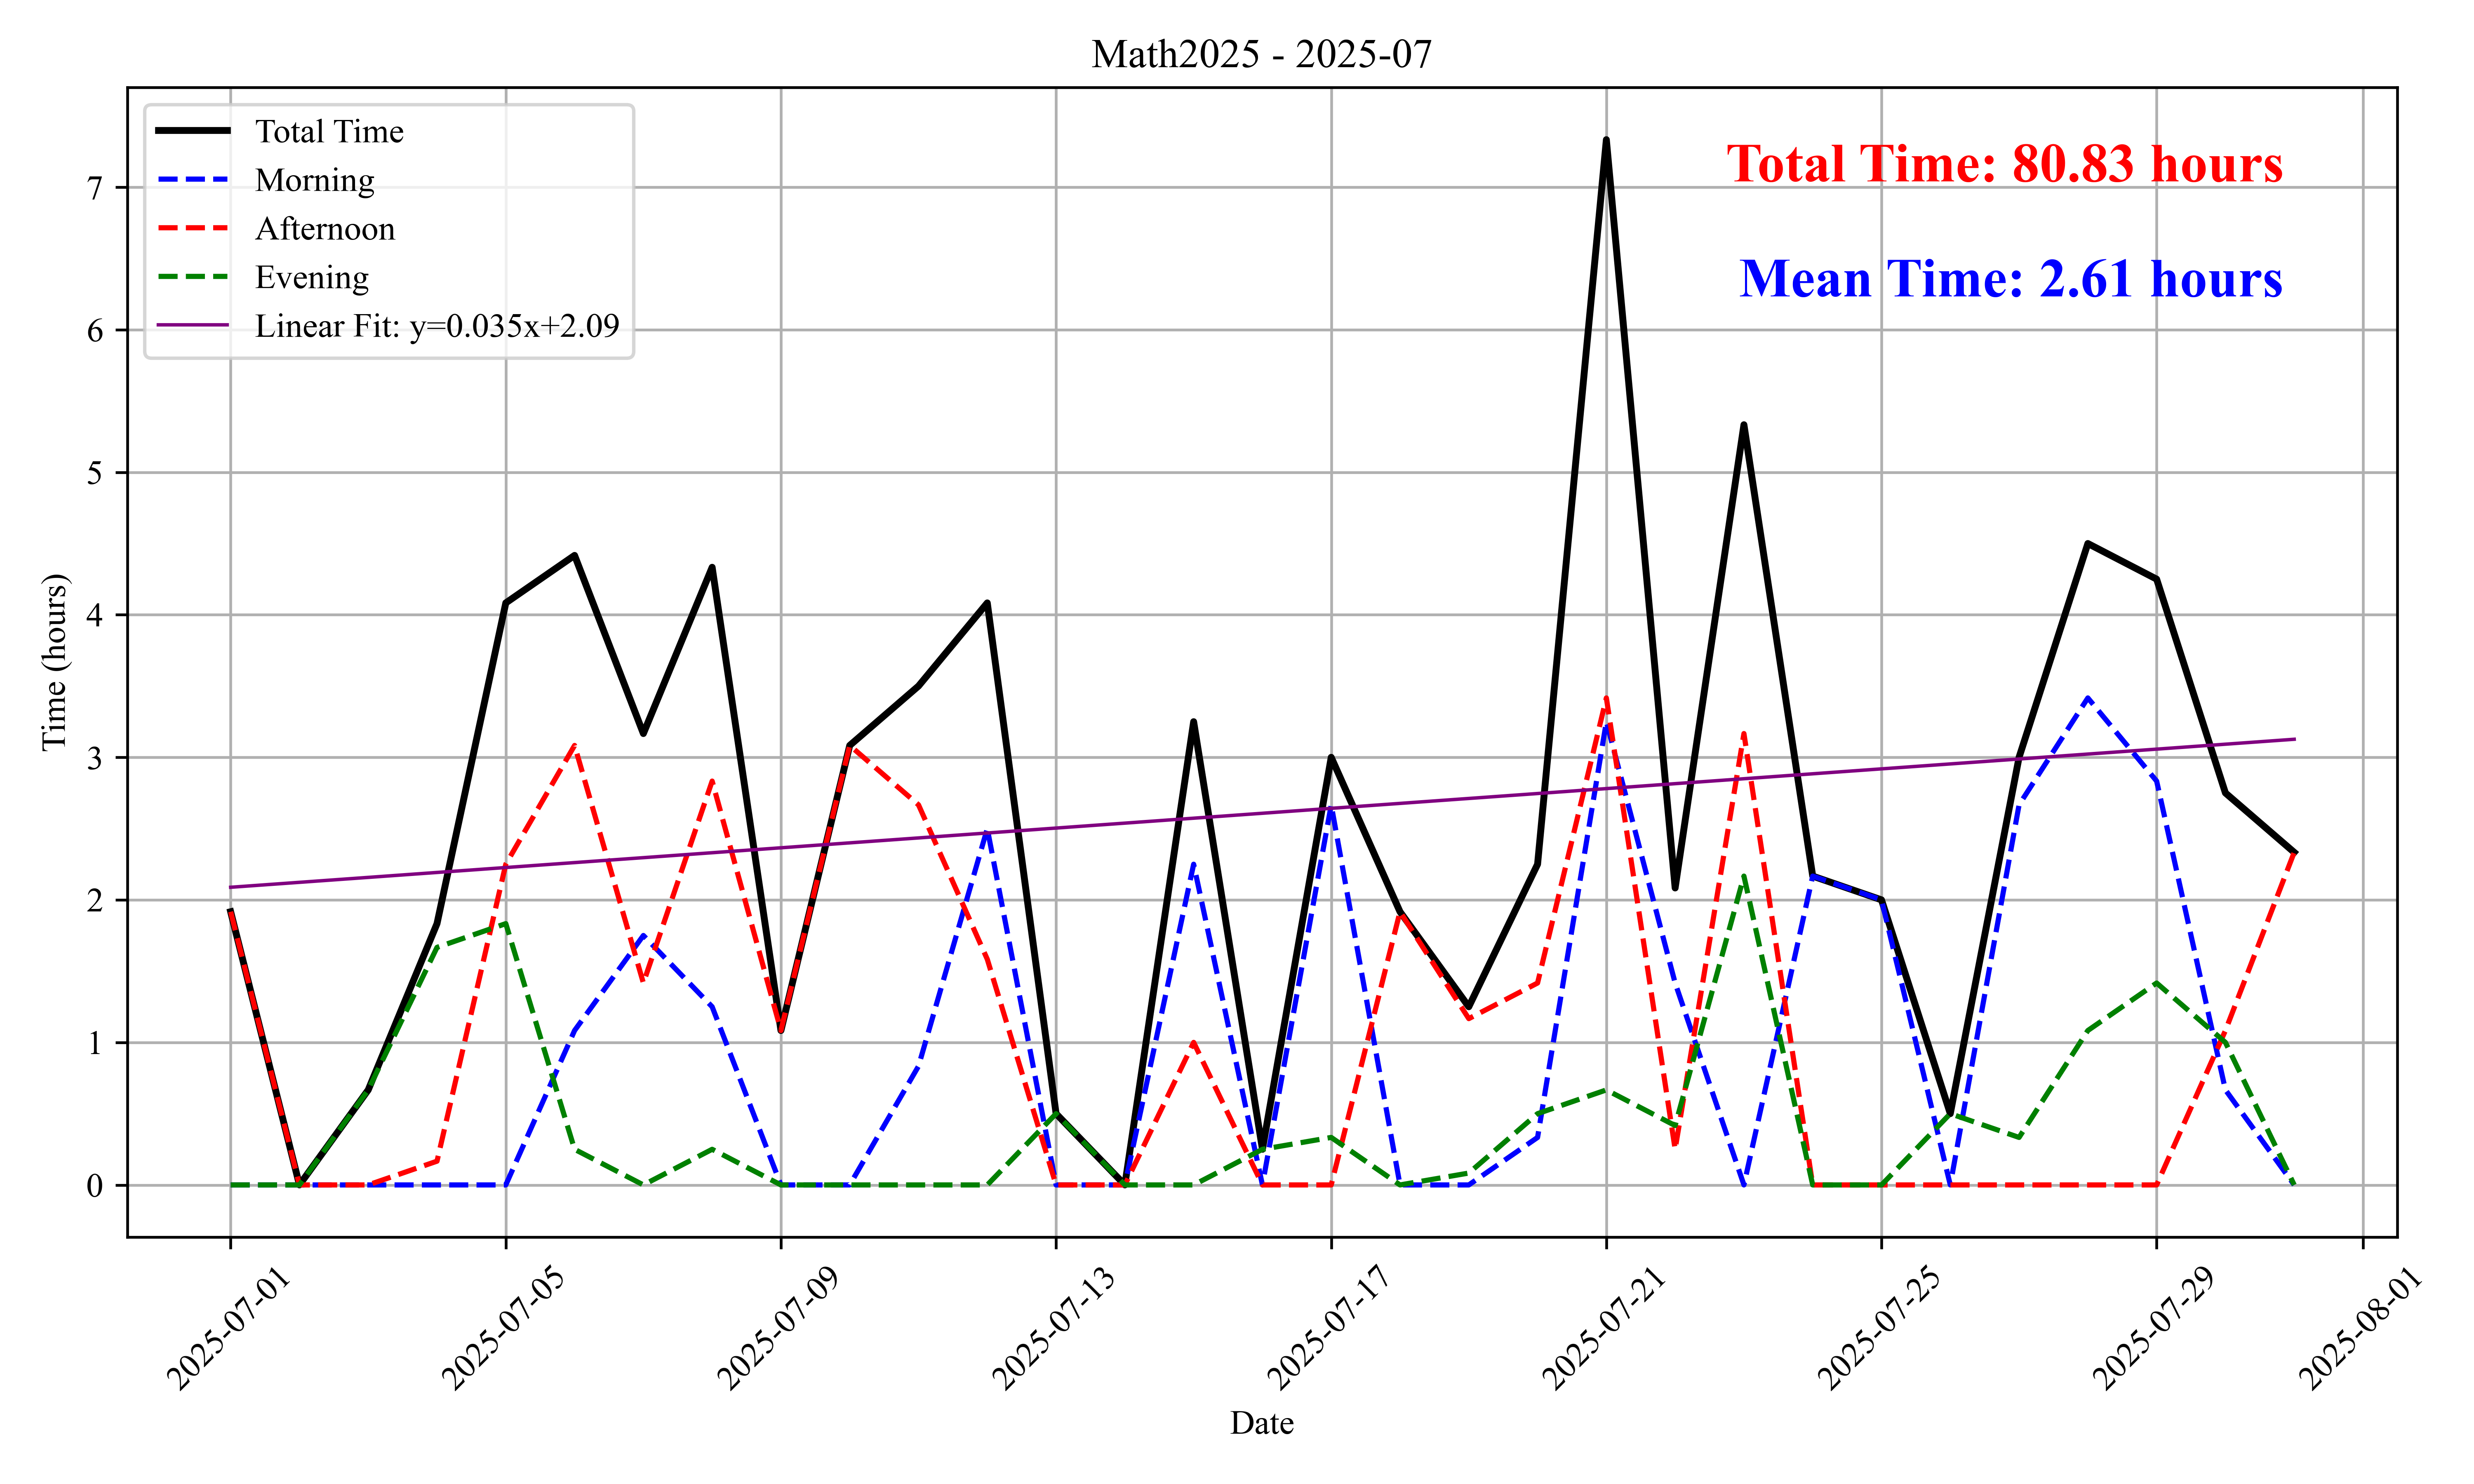 Math2025 - 2025-07
Total Time
Morning
Afternoon
Evening
Linear Fit: y=0.035x+2.09
Total Time: 80.83 hours
Mean Time: 2.61 hours
Time (hours)
7
6
5
4
3
2
1
0
2025-07-01
2025-07-05
2025-07-09
2025-07-13
2025-07-17
2025-07-21
2025-07-25
2025-07-29
2025-08-01
Date